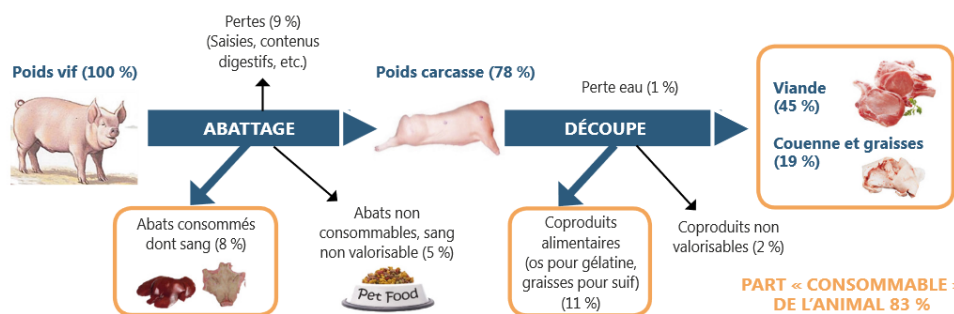 Pertes (9 %)
(Saisies, contenus
digestifs, etc.)
Poids vif (100 %)
Poids carcasse (78 %)
Perte eau (1 %)
Viande
(45 %)
ABATTAGE
DÉCOUPE
Couenne et graisses
(19 %)
Abats consommés
dont sang (8 %)
Abats non
consommables, sang
non valorisable (5 %)
Pet Food
Coproduits
alimentaires
(os pour gélatine,
graisses pour suif)
(11 %)
Coproduits non
valorisables (2 %)
PART « CONSOMMABLE »
DE L'ANIMAL 83 %